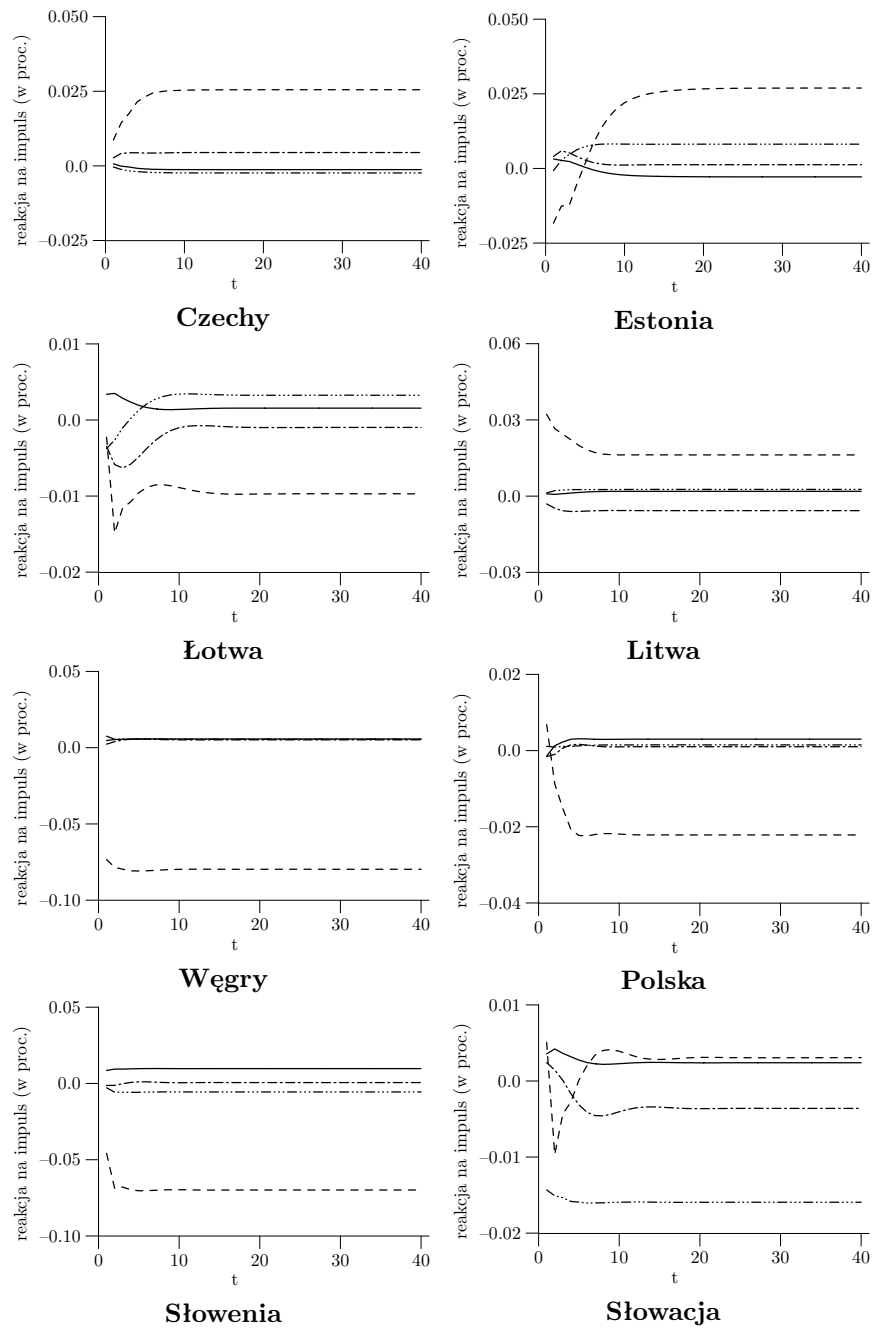 reakcja na impuls (w proc.)
0.050
0.025
0.0
–0.025
0 10 20 30 40
t
Czechy
reakcja na impuls (w proc.)
0.050
0.025
0.0
–0.025
0 10 20 30 40
t
Estonia
reakcja na impuls (w proc.)
0.01
0.0
–0.01
–0.02
0 10 20 30 40
t
Łotwa
reakcja na impuls (w proc.)
0.06
0.03
0.0
–0.03
0 10 20 30 40
t
Litwa
reakcja na impuls (w proc.)
0.05
0.0
–0.05
–0.10
0 10 20 30 40
t
Węgry
reakcja na impuls (w proc.)
0.02
0.0
–0.02
–0.04
0 10 20 30 40
t
Polska
reakcja na impuls (w proc.)
0.05
0.0
–0.05
–0.10
0 10 20 30 40
t
Słowenia
reakcja na impuls (w proc.)
0.01
0.0
–0.01
–0.02
0 10 20 30 40
t
Słowacja